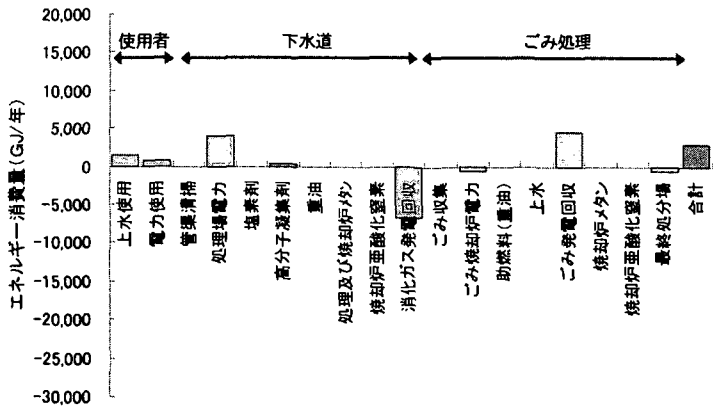 エネルギー消費量(GJ/年)
20,000
15,000
10,000
5,000
0
-5,000
-10,000
-15,000
-20,000
-25,000
-30,000
使用者
下水道
ごみ処理
上水使用
電力使用
管渠清掃
処理場電力
塩素剤
高分子凝集剤
重油
処理及び焼却炉メタン
焼却炉亜酸化窒素
消化ガス発電回収
ごみ収集
ごみ焼却炉電力
助燃料(重油)
上水
ごみ発電回収
焼却炉メタン
焼却炉亜酸化窒素
最終処分場
合計